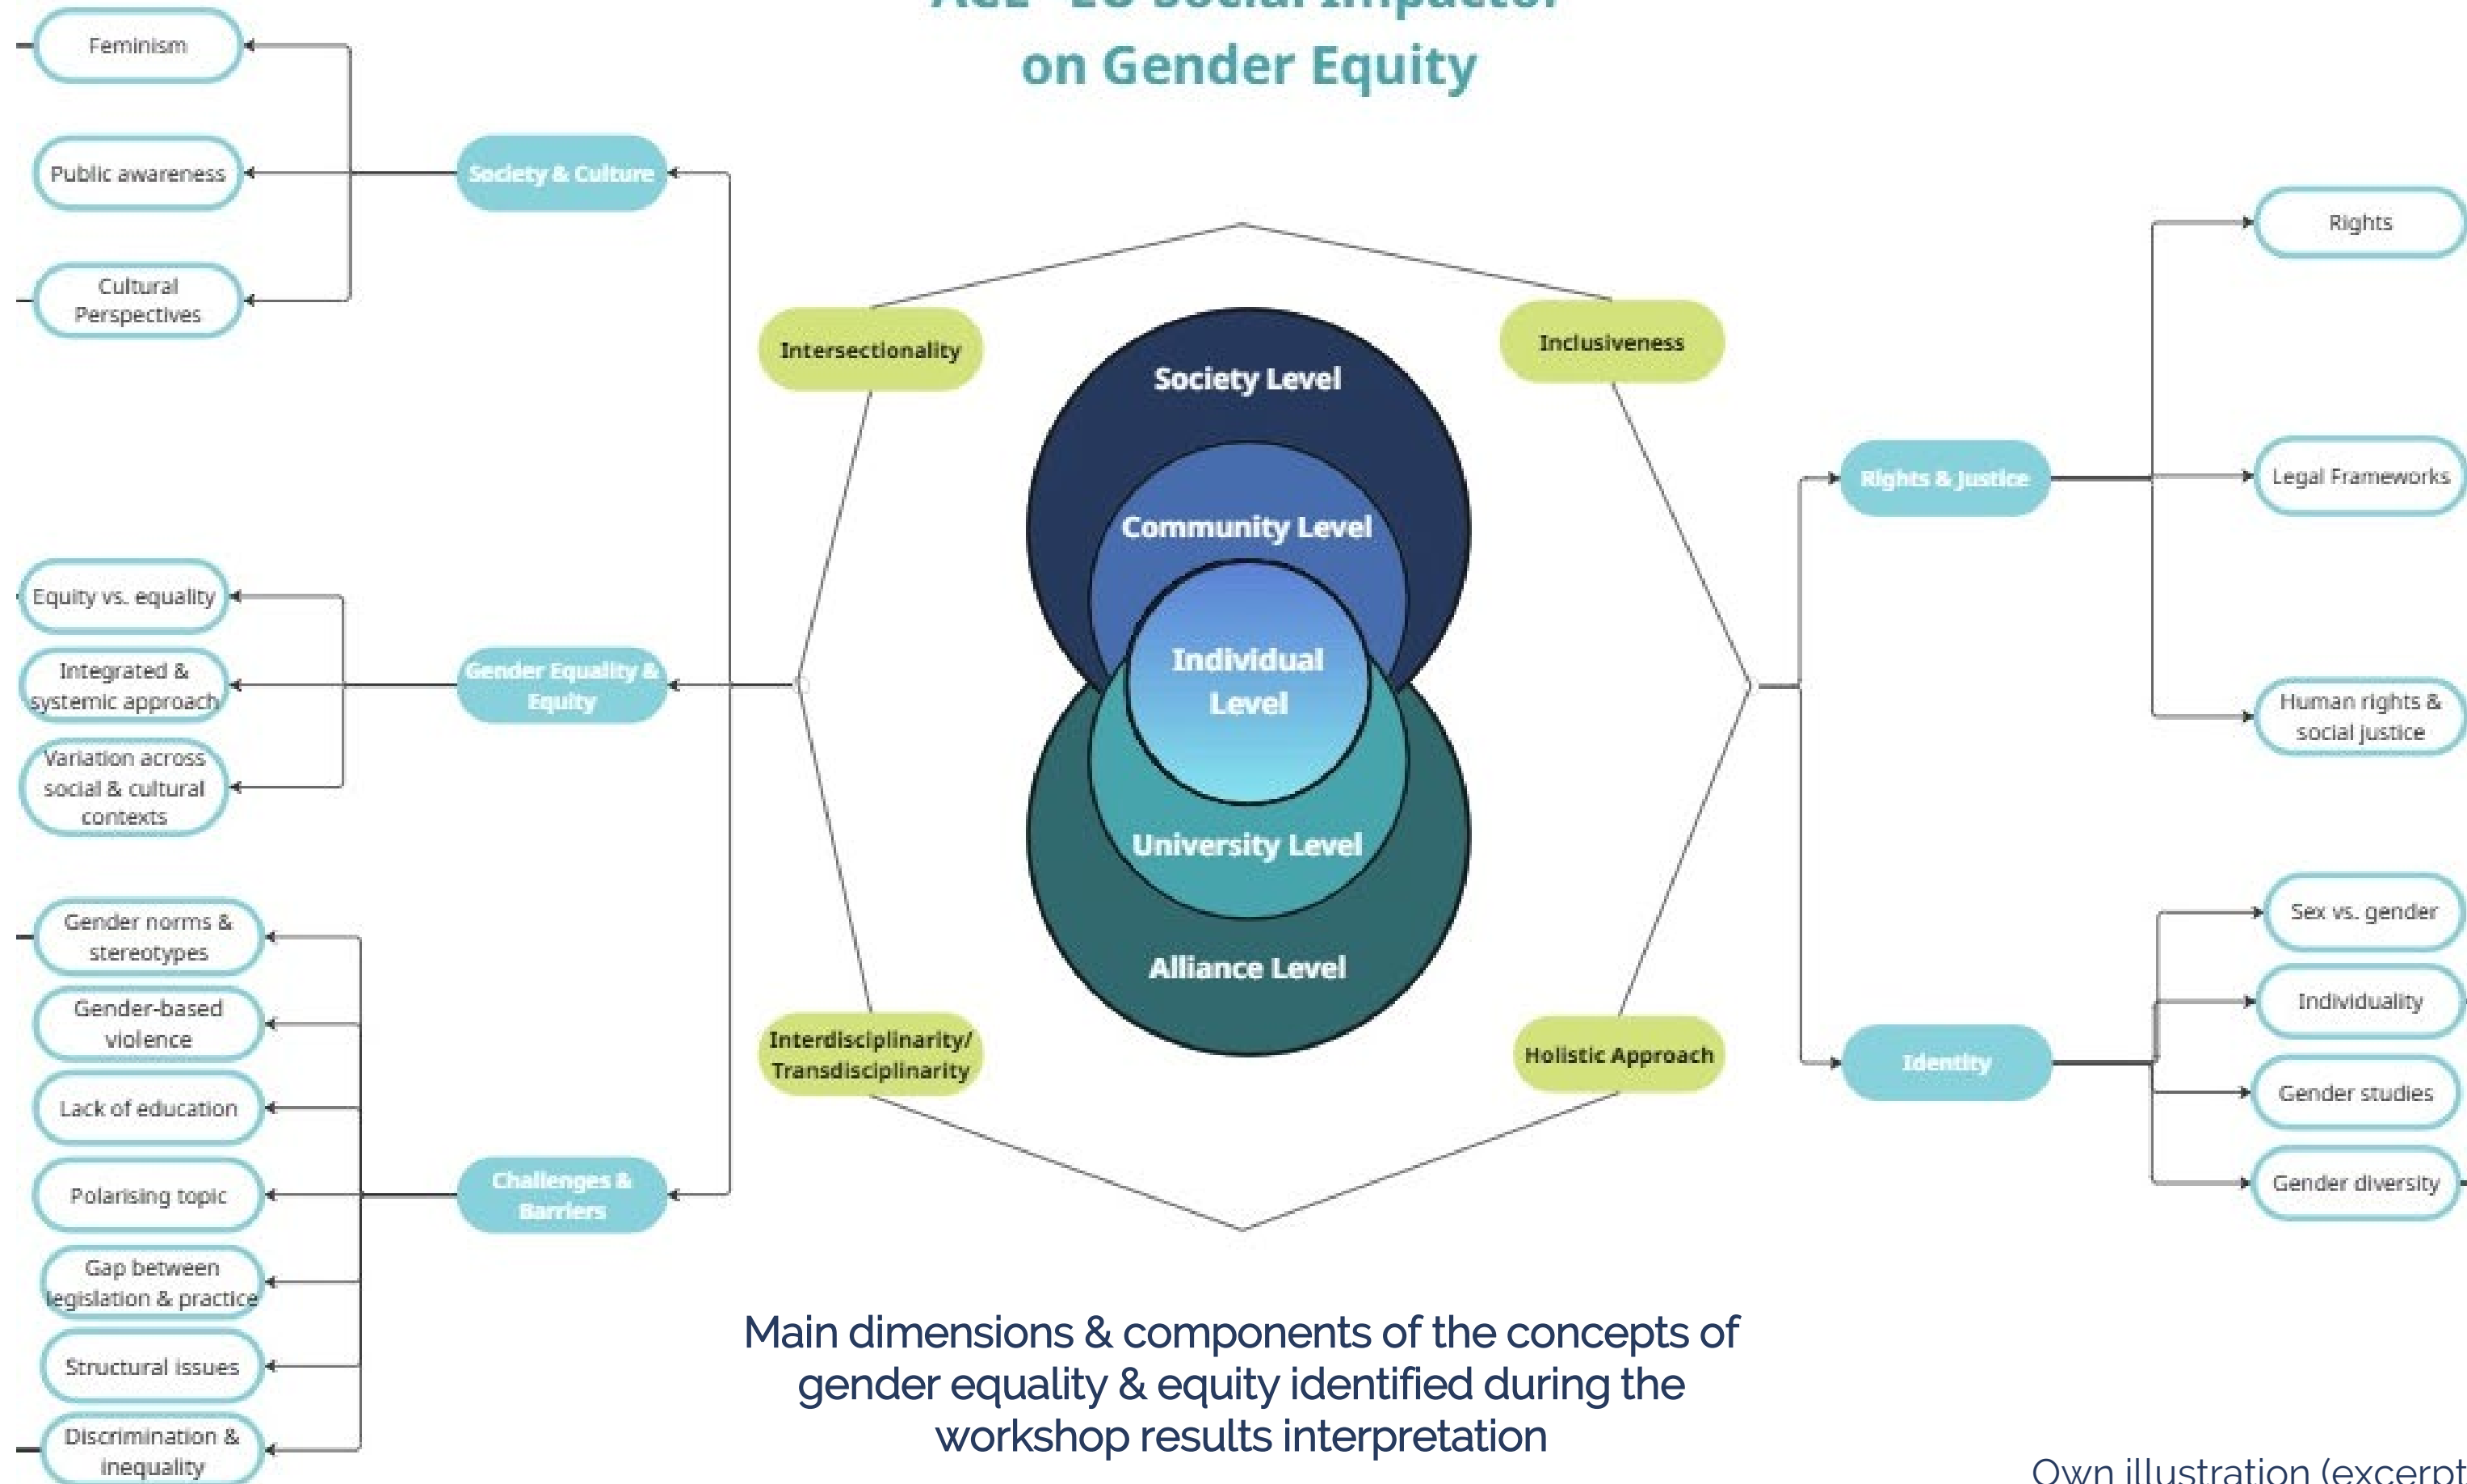 on Gender Equity
Feminism
Public awareness
Cultural
Perspectives
Society & Culture
Equity vs. equality
Integrated &
systemic approach
Variation across
social & cultural
contexts
Gender Equality &
Equity
Gender norms &
stereotypes
Gender-based
violence
Lack of education
Polarising topic
Gap between
legislation & practice
Structural issues
Discrimination &
inequality
Challenges &
Barriers
Intersectionality
Inclusiveness
Interdisciplinarity/
Transdisciplinarity
Holistic Approach
Society Level
Community Level
Individual
Level
University Level
Alliance Level
Rights & Justice
Rights
Legal Frameworks
Human rights &
social justice
Identity
Sex vs. gender
Individuality
Gender studies
Gender diversity
Main dimensions & components of the concepts of
gender equality & equity identified during the
workshop results interpretation
Own illustration (excerpt